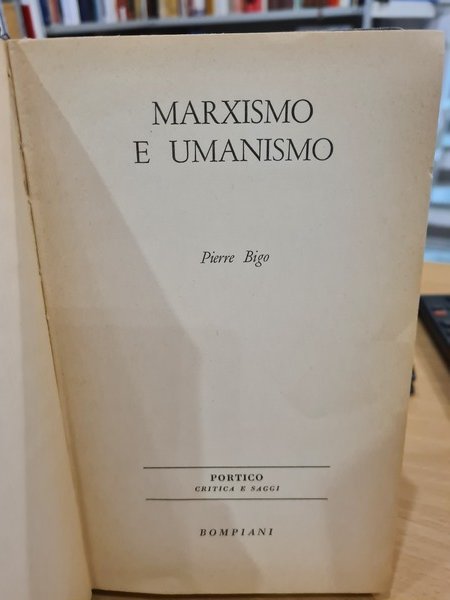 MARXISMO
E UMANISMO
Pierre Bigo
PORTICO
CRITICA E SAGGI
BOMPIANI